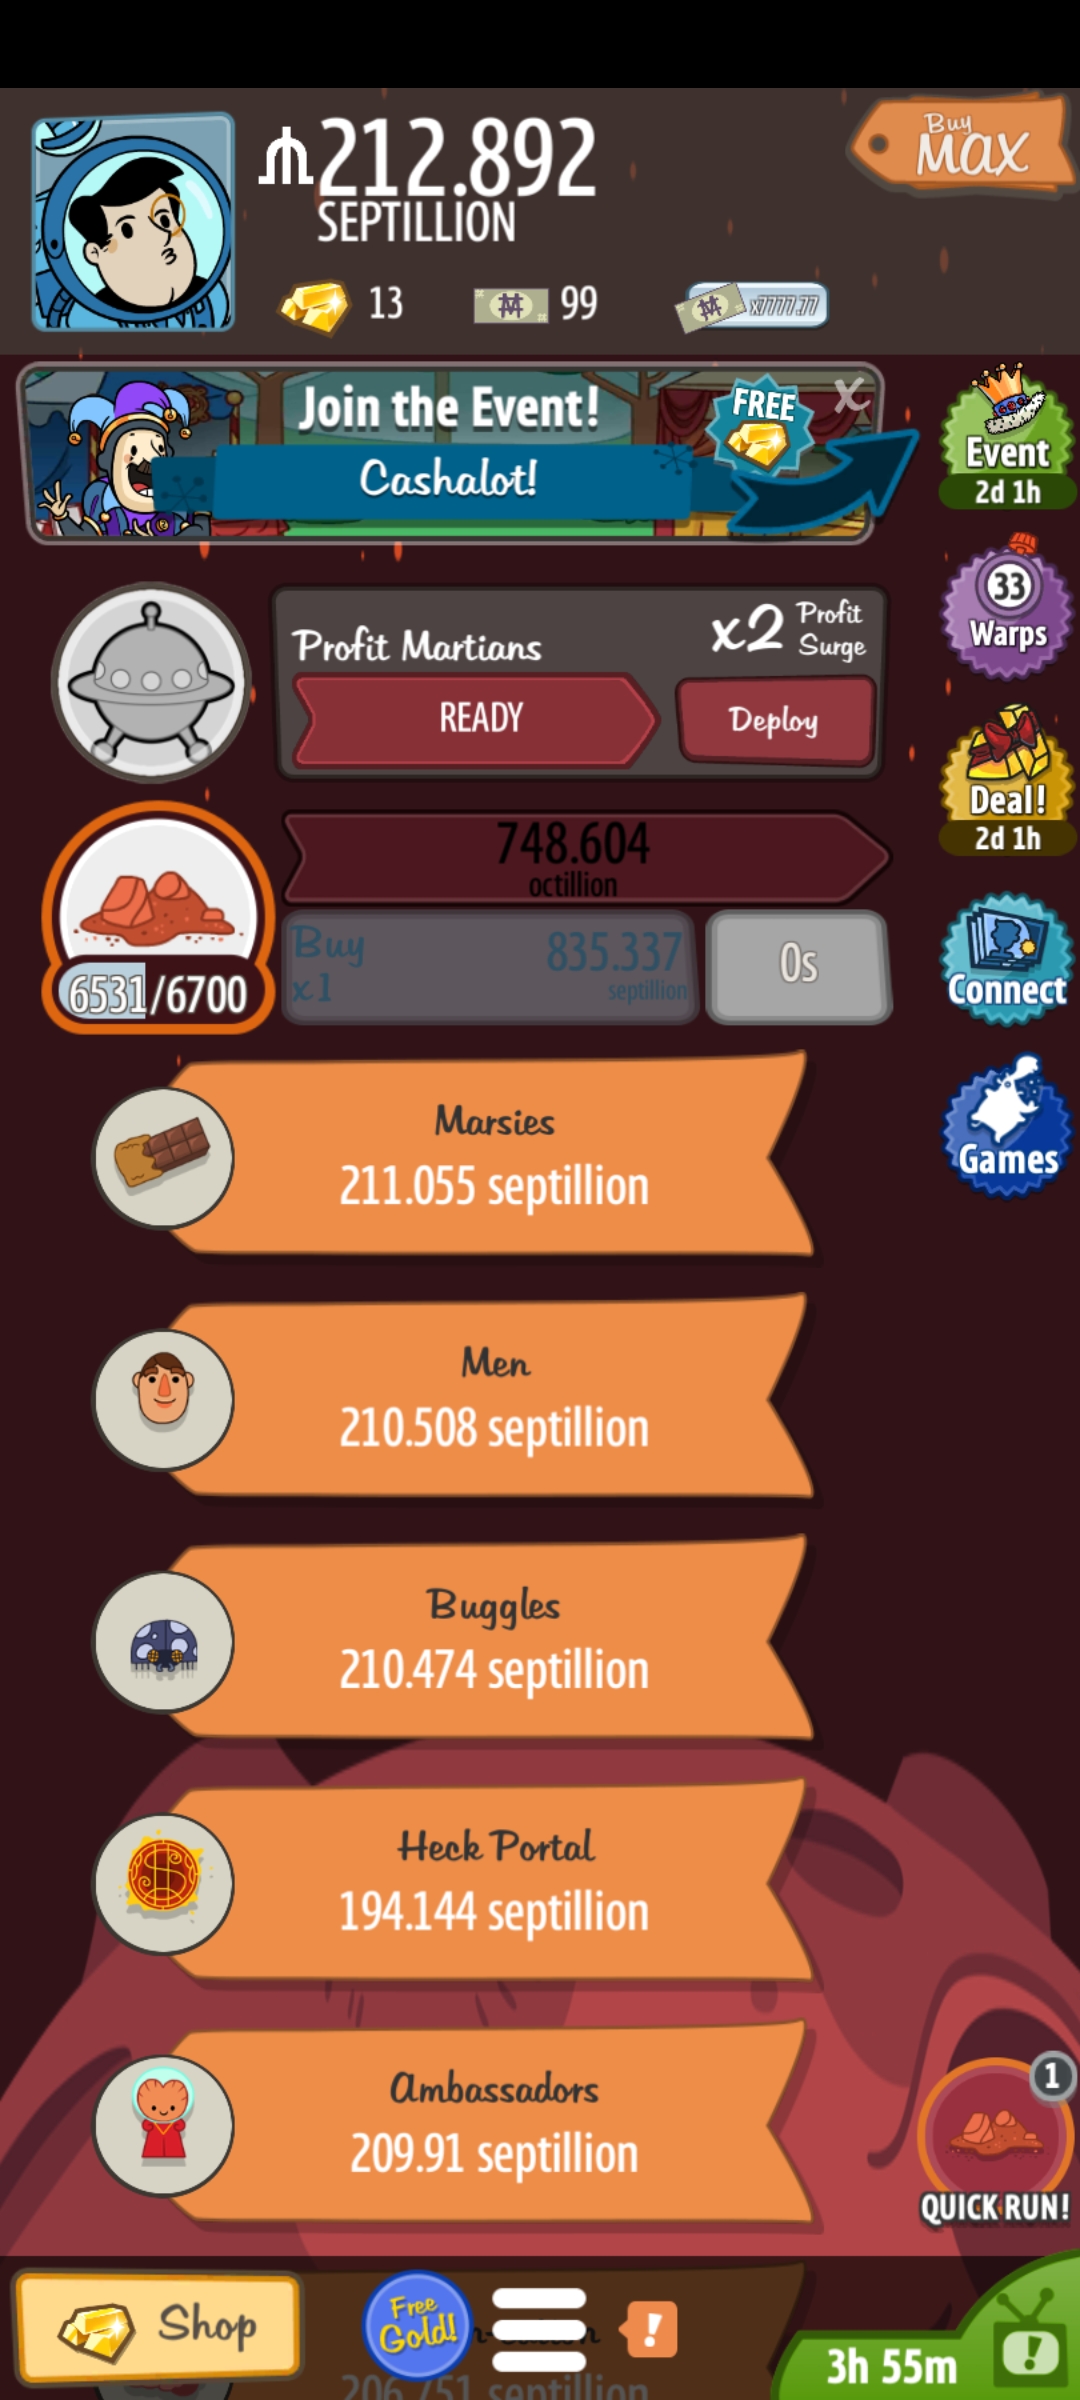 212.892
SEPTILLION
Buy
MAX
13
99
x7777.77
Join the Event!
FREE
X
Cashalot!
Event
2d 1h
33
Warps
Profit Martians
x2 Profit
Surge
READY
Deploy
Deal!
2d 1h
748.604
octillion
6531/6700
Buy
x1
835.337
septillion
0s
Connect
Marsies
211.055 septillion
Games
Men
210.508 septillion
Buggles
210.474 septillion
Heck Portal
194.144 septillion
Ambassadors
209.91 septillion
1
QUICK RUN!
Shop
Free
Gold!
!
3h 55m
!
206.751 septillion